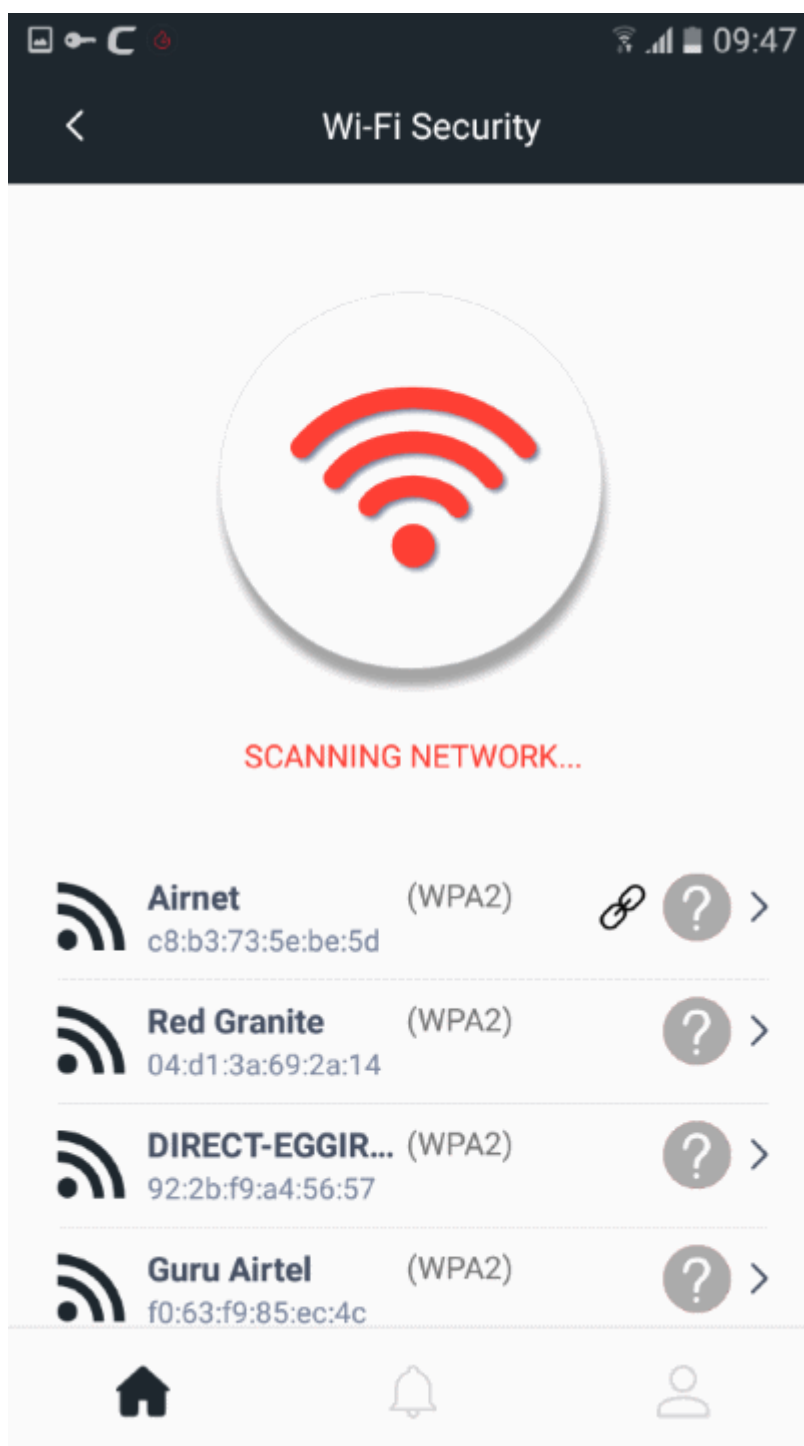 09:47
Wi-Fi Security
SCANNING NETWORK...
Airnet (WPA2)
c8:b3:73:5e:be:5d
Red Granite (WPA2)
04:d1:3a:69:2a:14
DIRECT-EGGIR... (WPA2)
92:2b:f9:a4:56:57
Guru Airtel (WPA2)
f0:63:f9:85:ec:4c